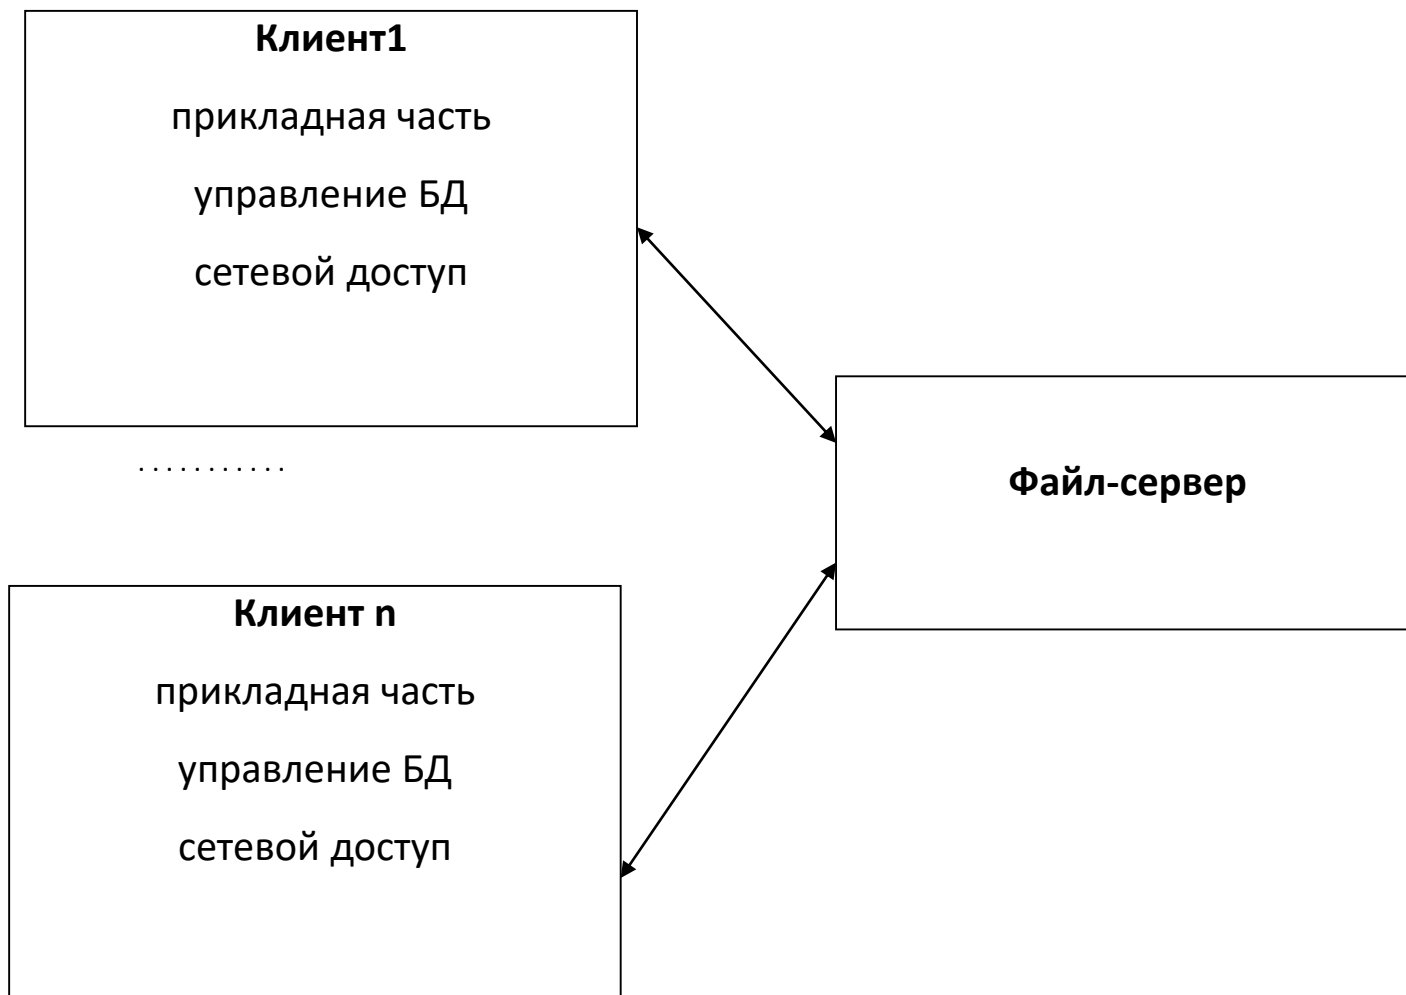 Клиент1
прикладная часть
управление БД
сетевой доступ
...........
Файл-сервер
Клиент n
прикладная часть
управление БД
сетевой доступ